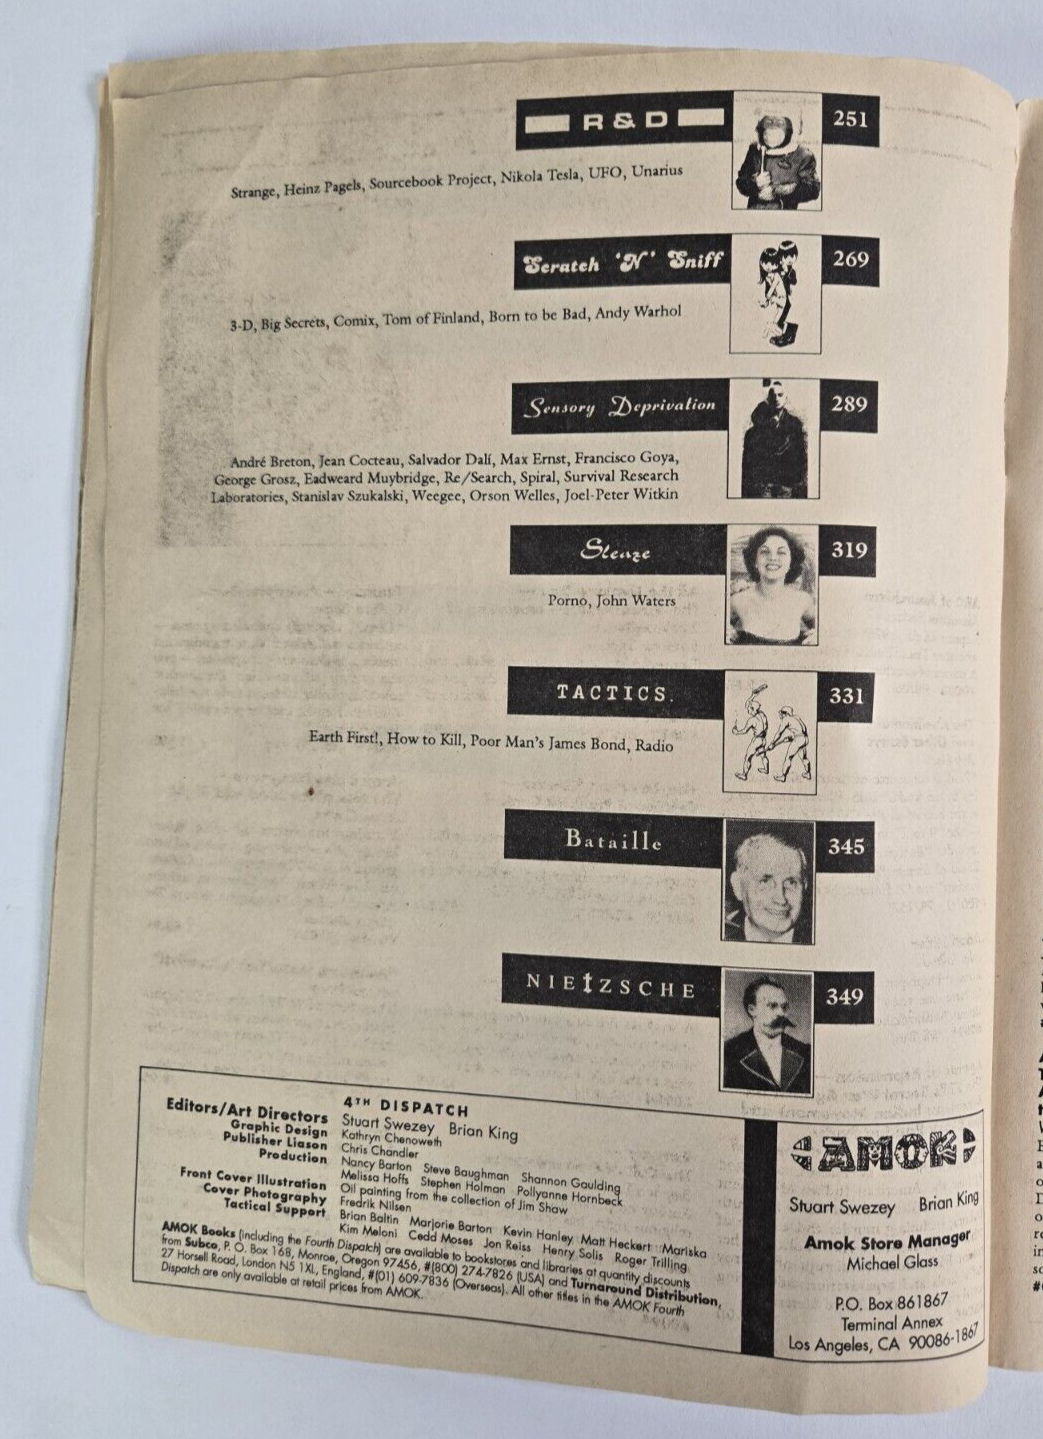 R & D 251
Strange, Heinz Pagels, Sourcebook Project, Nikola Tesla, UFO, Unarius
Scratch 'N' Sniff 269
3-D, Big Secrets, Comix, Tom of Finland, Born to be Bad, Andy Warhol
Sensory Deprivation 289
André Breton, Jean Cocteau, Salvador Dalí, Max Ernst, Francisco Goya,
George Grosz, Eadweard Muybridge, Re/Search, Spiral, Survival Research
Laboratories, Stanislav Szukalski, Weegee, Orson Welles, Joel-Peter Witkin
Sleaze 319
Porno, John Waters
TACTICS. 331
Earth First!, How to Kill, Poor Man's James Bond, Radio
Bataille 345
NIETZSCHE 349
4TH DISPATCH
Editors/Art Directors Stuart Swezey Brian King
Graphic Design Kathryn Chenoweth
Publisher Liason Chris Chandler
Production Nancy Barton Steve Baughman Shannon Gaulding
Melissa Hoffs Stephen Holman Pollyanne Hornbeck
Front Cover Illustration Oil painting from the collection of Jim Shaw
Cover Photography Fredrik Nilsen
Tactical Support Brian Baltin Marjorie Barton Kevin Hanley Matt Heckert Mariska
Kim Meloni Cedd Moses Jon Reiss Henry Solis Roger Trilling
AMOK Books (including the Fourth Dispatch) are available to bookstores and libraries at quantity discounts
from Subco, P. O. Box 168, Monroe, Oregon 97456, #(800) 274-7826 (USA) and Turnaround Distribution,
27 Horsell Road, London N5 1XL, England, #(01) 609-7836 (Overseas). All other titles in the AMOK Fourth
Dispatch are only available at retail prices from AMOK.
AMOK
Stuart Swezey Brian King
Amok Store Manager
Michael Glass
P.O. Box 861867
Terminal Annex
Los Angeles, CA 90086-1867